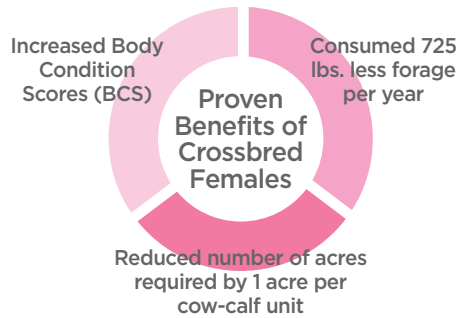 Increased Body
Condition
Scores (BCS)
Consumed 725
lbs. less forage
per year
Proven
Benefits of
Crossbred
Females
Reduced number of acres
required by 1 acre per
cow-calf unit